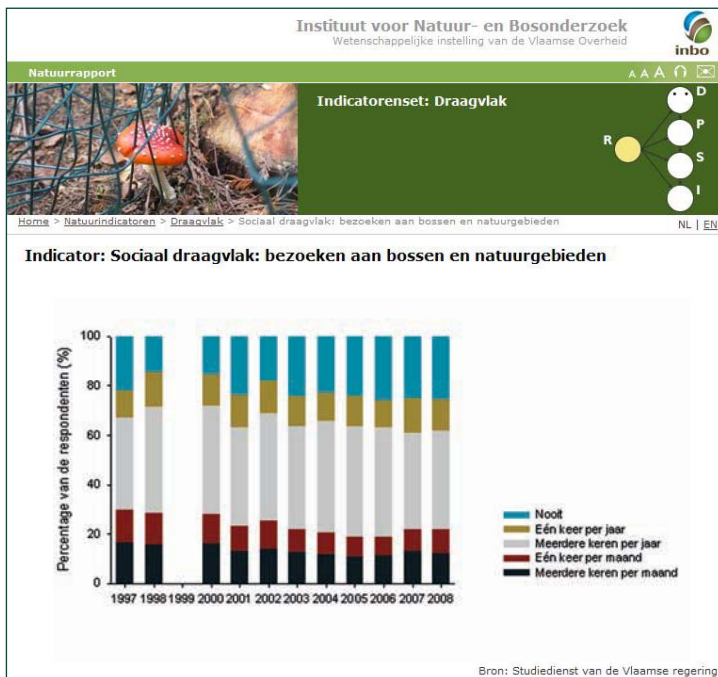 Instituut voor Natuur- en Bosonderzoek
Wetenschappelijke instelling van de Vlaamse Overheid
inbo
Natuurrapport
A A A
Indicatorenset: Draagvlak
D
P
R
S
I
Home > Natuurindicatoren > Draagvlak > Sociaal draagvlak: bezoeken aan bossen en natuurgebieden
NL | EN
Indicator: Sociaal draagvlak: bezoeken aan bossen en natuurgebieden
Percentage van de respondenten (%)
100
80
60
40
20
0
1997 1998 1999 2000 2001 2002 2003 2004 2005 2006 2007 2008
Nooit
Eén keer per jaar
Meerdere keren per jaar
Eén keer per maand
Meerdere keren per maand
Bron: Studiedienst van de Vlaamse regering